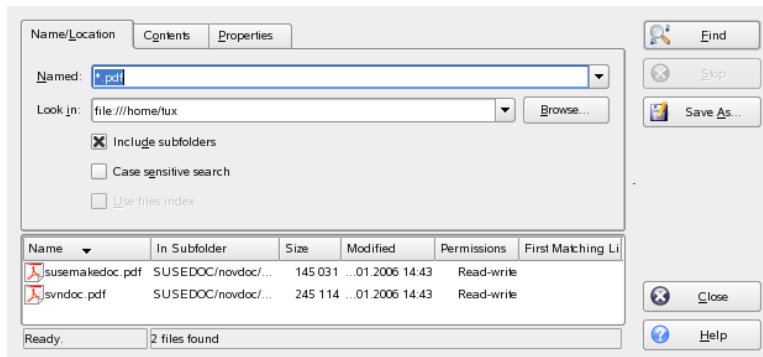 Name/Location Contents Properties
Named: *.pdf
Look in: file:///home/tux Browse...
Include subfolders
Case sensitive search
Use files index
Find
Stop
Save As...
Name In Subfolder Size Modified Permissions First Matching Li
susemakedoc.pdf SUSEDOC/novdoc/... 145 031 ...01.2006 14:43 Read-write
svndoc.pdf SUSEDOC/novdoc/... 245 114 ...01.2006 14:43 Read-write
Close
Help
Ready. 2 files found